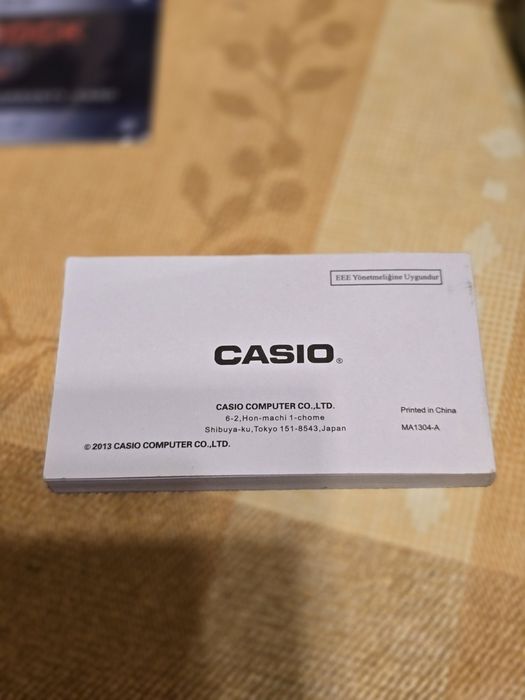 EEE Yönetmeliğine Uygundur
CASIO®
CASIO COMPUTER CO.,LTD.
6-2,Hon-machi 1-chome
Shibuya-ku,Tokyo 151-8543,Japan
Printed in China
MA1304-A
© 2013 CASIO COMPUTER CO.,LTD.